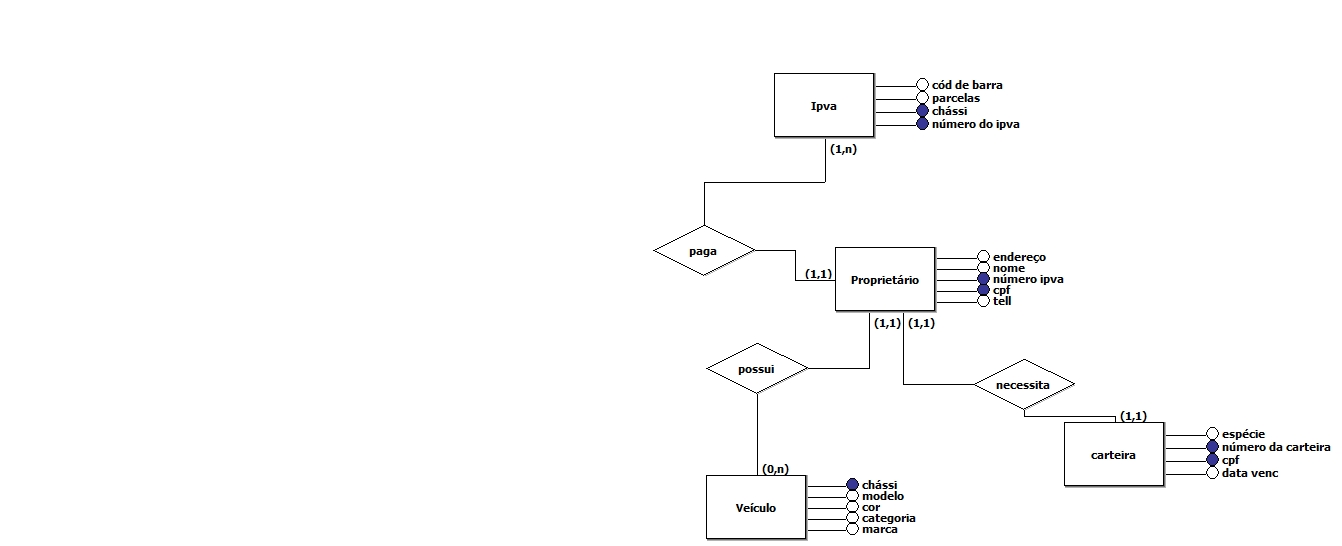 Ipva
cód de barra
parcelas
chássi
número do ipva
(1,n)
paga
(1,1)
Proprietário
endereço
nome
número ipva
cpf
tell
(1,1) (1,1)
possui
necessita
(1,1)
carteira
espécie
número da carteira
cpf
data venc
(0,n)
Veículo
chássi
modelo
cor
categoria
marca